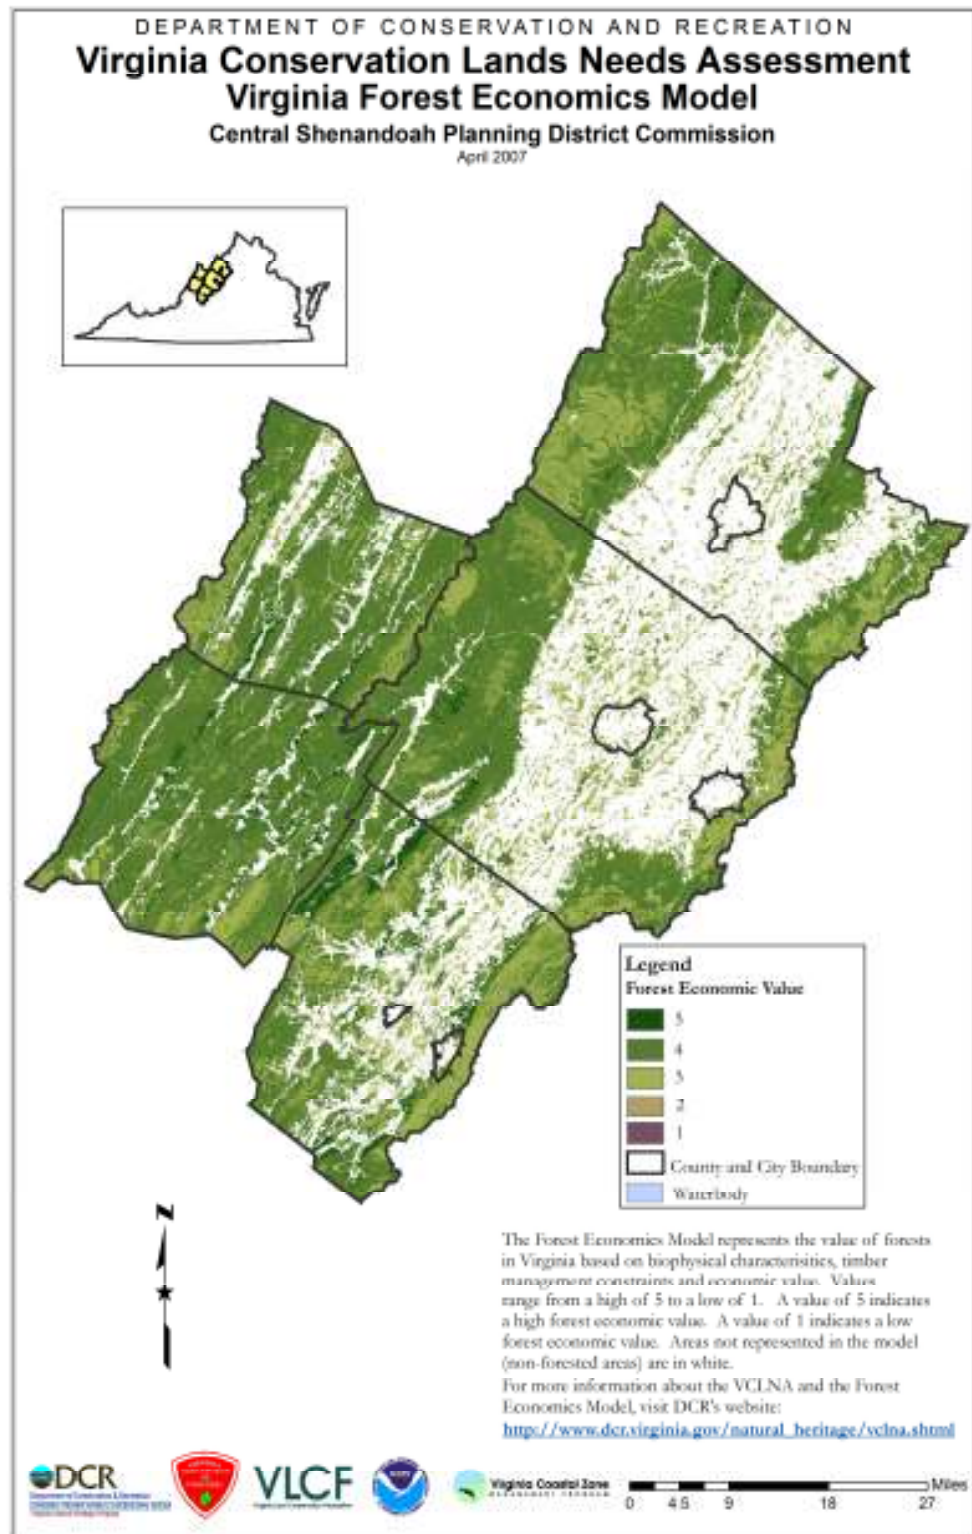 DEPARTMENT OF CONSERVATION AND RECREATION
Virginia Conservation Lands Needs Assessment
Virginia Forest Economics Model
Central Shenandoah Planning District Commission
April 2007
Legend
Forest Economic Value
5
4
3
2
1
County and City Boundary
Waterbody
N
The Forest Economics Model represents the value of forests
in Virginia based on biophysical characterisitics, timber
management constraints and economic value. Values
range from a high of 5 to a low of 1. A value of 5 indicates
a high forest economic value. A value of 1 indicates a low
forest economic value. Areas not represented in the model
(non-forested areas) are in white.
For more information about the VCLNA and the Forest
Economics Model, visit DCR's website:
http://www.dcr.virginia.gov/natural_heritage/vclna.shtml
DCR
VLCF
Virginia Coastal Zone
MANAGEMENT PROGRAM
Miles
0 4.5 9 18 27